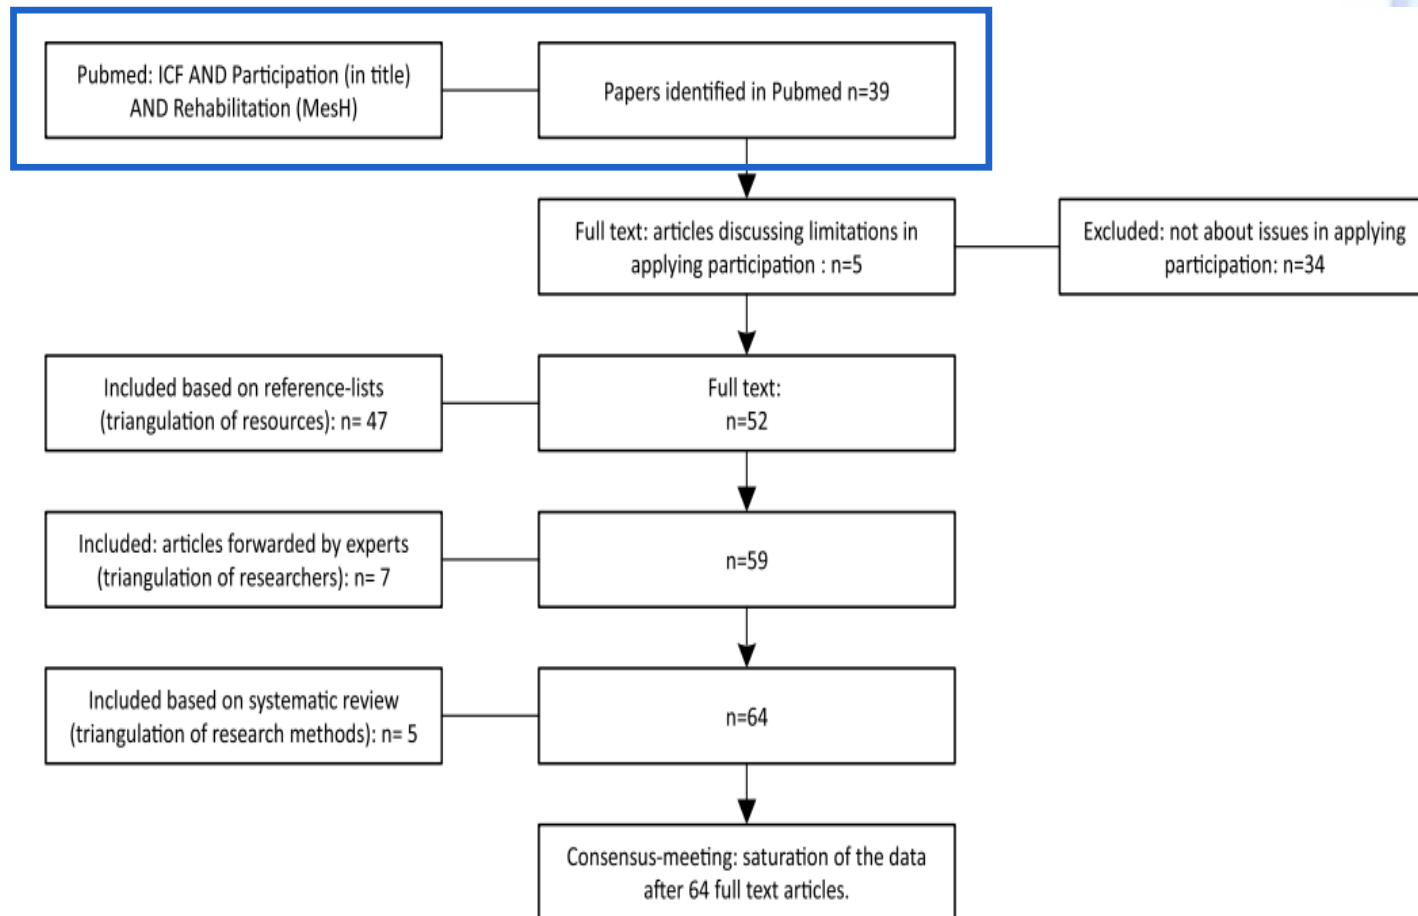 Pubmed: ICF AND Participation (in title)
AND Rehabilitation (MesH)
Papers identified in Pubmed n=39
Full text: articles discussing limitations in
applying participation : n=5
Excluded: not about issues in applying
participation: n=34
Included based on reference-lists
(triangulation of resources): n= 47
Full text:
n=52
Included: articles forwarded by experts
(triangulation of researchers): n= 7
n=59
Included based on systematic review
(triangulation of research methods): n= 5
n=64
Consensus-meeting: saturation of the data
after 64 full text articles.